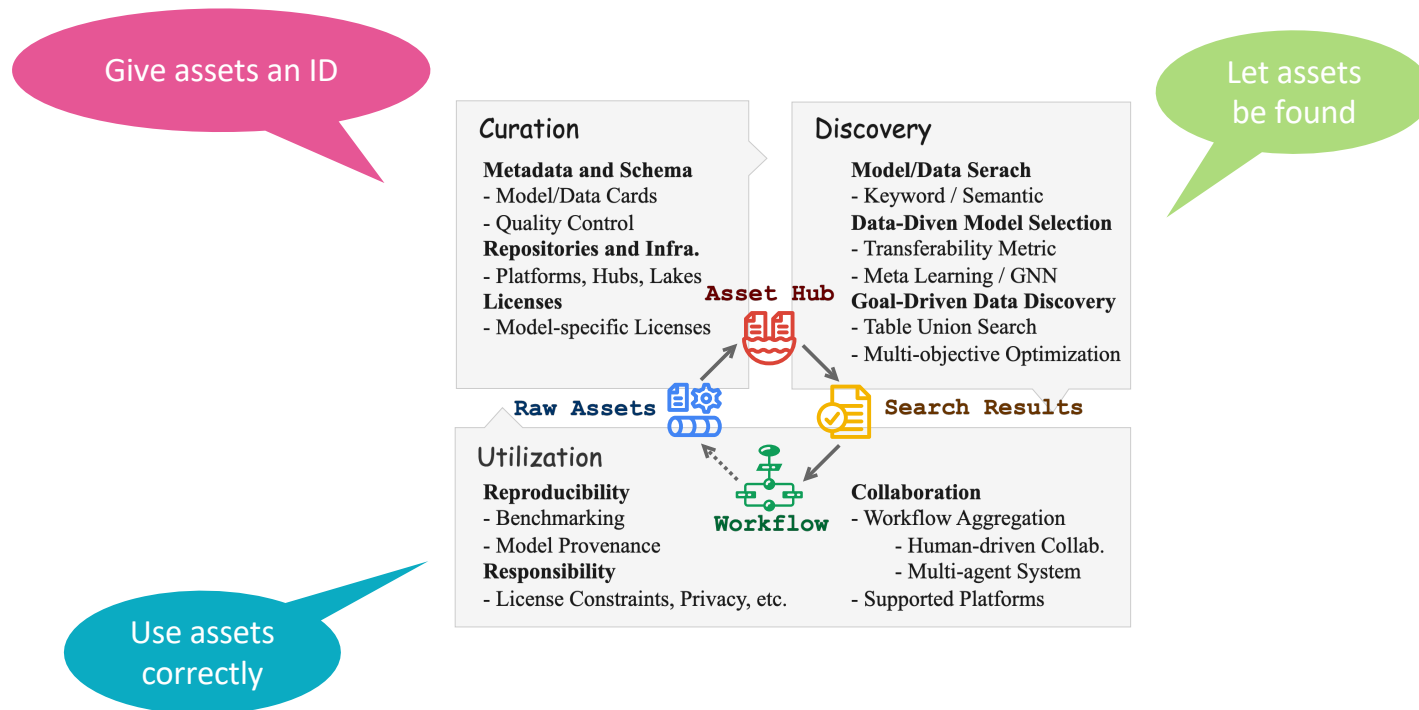 Give assets an ID
Let assets
be found
Curation
Metadata and Schema
- Model/Data Cards
- Quality Control
Repositories and Infra.
- Platforms, Hubs, Lakes
Licenses
- Model-specific Licenses
Discovery
Model/Data Serach
- Keyword / Semantic
Data-Diven Model Selection
- Transferability Metric
- Meta Learning / GNN
Goal-Driven Data Discovery
- Table Union Search
- Multi-objective Optimization
Asset Hub
Raw Assets
Search Results
Workflow
Utilization
Reproducibility
- Benchmarking
- Model Provenance
Responsibility
- License Constraints, Privacy, etc.
Collaboration
- Workflow Aggregation
- Human-driven Collab.
- Multi-agent System
- Supported Platforms
Use assets
correctly